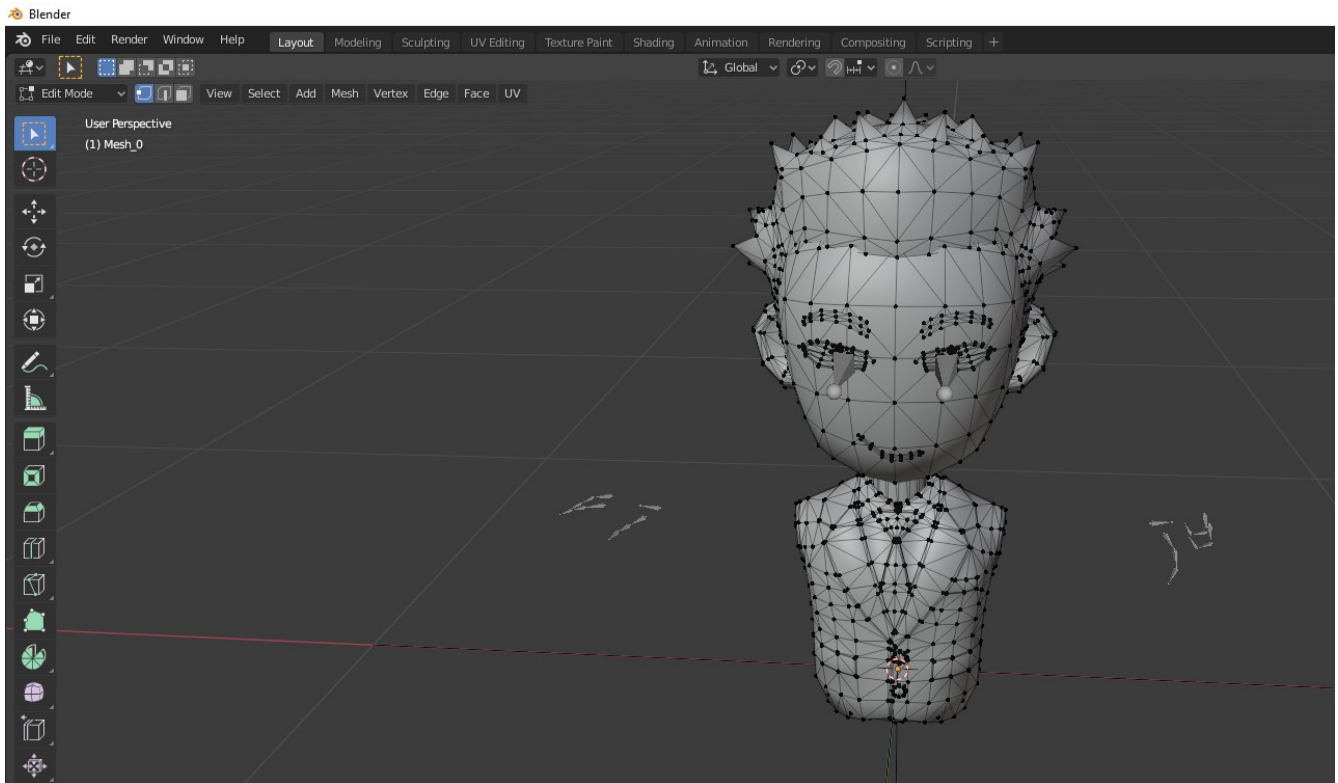 Blender
File Edit Render Window Help Layout Modeling Sculpting UV Editing Texture Paint Shading Animation Rendering Compositing Scripting +
Global
Edit Mode View Select Add Mesh Vertex Edge Face UV
User Perspective
(1) Mesh_0